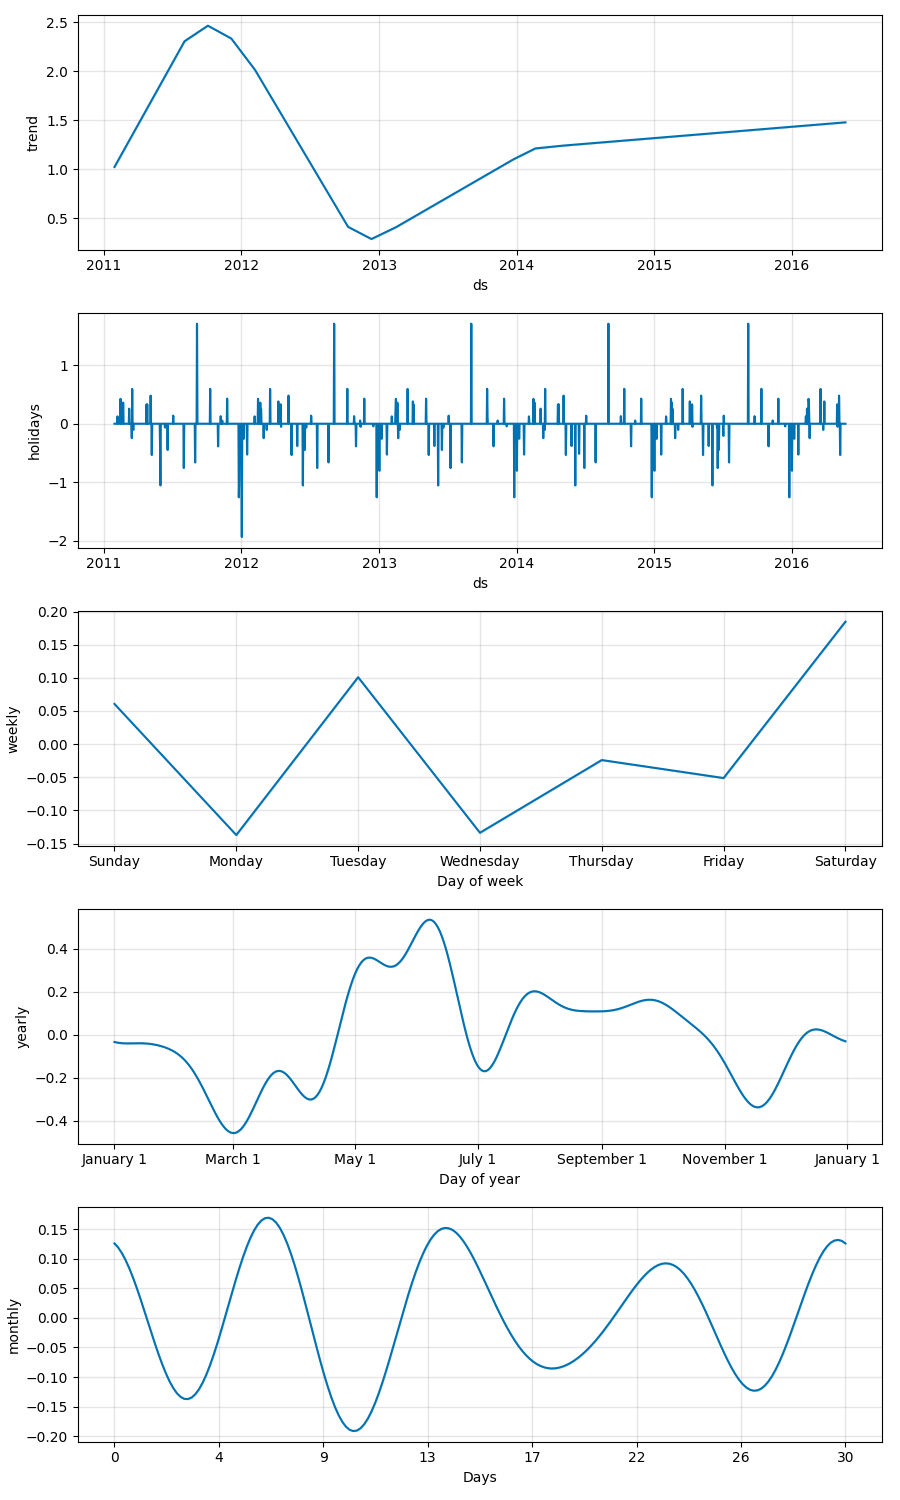 2.5
2.0
1.5
1.0
0.5
trend
2011 2012 2013 2014 2015 2016
ds
1
0
−1
−2
holidays
2011 2012 2013 2014 2015 2016
ds
0.20
0.15
0.10
0.05
0.00
−0.05
−0.10
−0.15
weekly
Sunday Monday Tuesday Wednesday Thursday Friday Saturday
Day of week
0.4
0.2
0.0
−0.2
−0.4
yearly
January 1 March 1 May 1 July 1 September 1 November 1 January 1
Day of year
0.15
0.10
0.05
0.00
−0.05
−0.10
−0.15
−0.20
monthly
0 4 9 13 17 22 26 30
Days